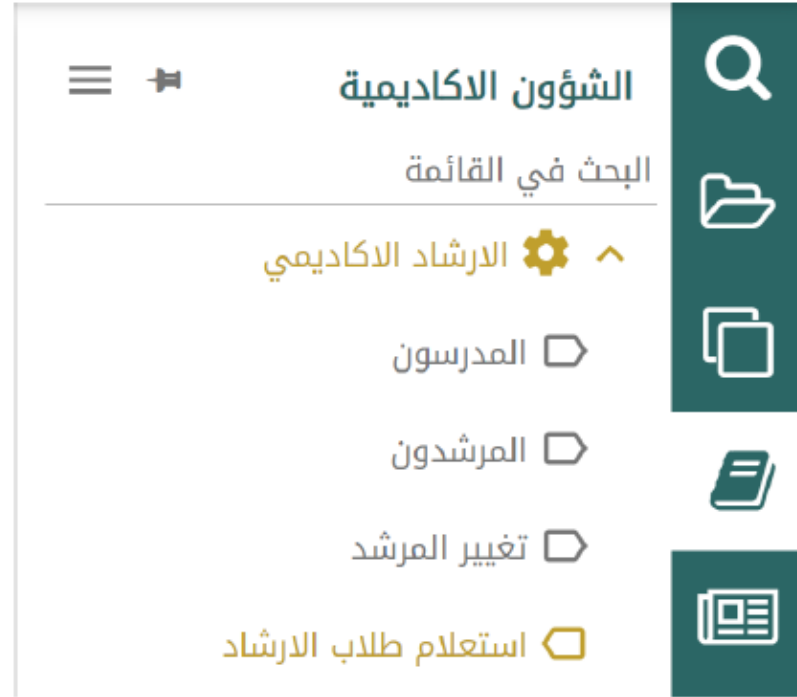 الشؤون الاكاديمية
البحث في القائمة
الارشاد الاكاديمي
المدرسون
المرشدون
تغيير المرشد
استعلام طلاب الارشاد